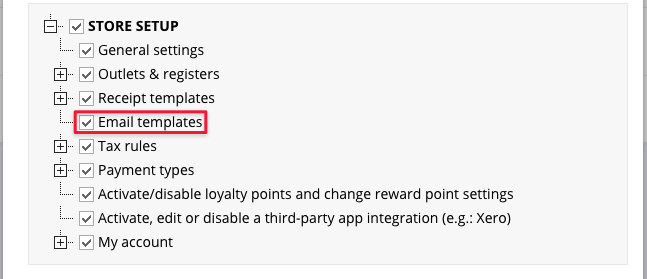 STORE SETUP
General settings
Outlets & registers
Receipt templates
Email templates
Tax rules
Payment types
Activate/disable loyalty points and change reward point settings
Activate, edit or disable a third-party app integration (e.g.: Xero)
My account